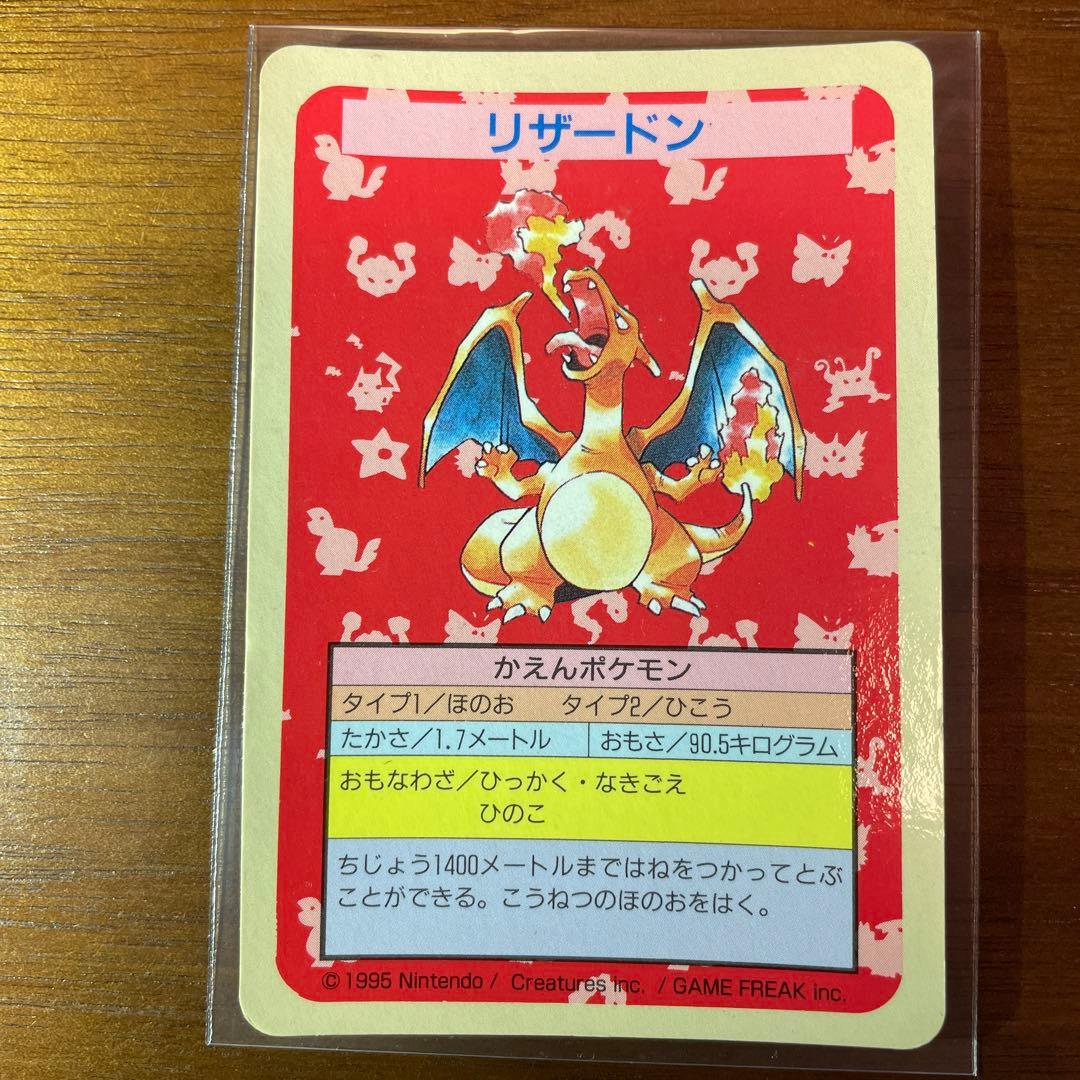 リザードン
かえんポケモン
タイプ1／ほのお　タイプ2／ひこう
たかさ／1.7メートル　おもさ／90.5キログラム
おもなわざ／ひっかく・なきごえ
ひのこ
ちじょう1400メートルまではねをつかってとぶ
ことができる。こうねつのほのおをはく。
© 1995 Nintendo / Creatures inc. / GAME FREAK inc.